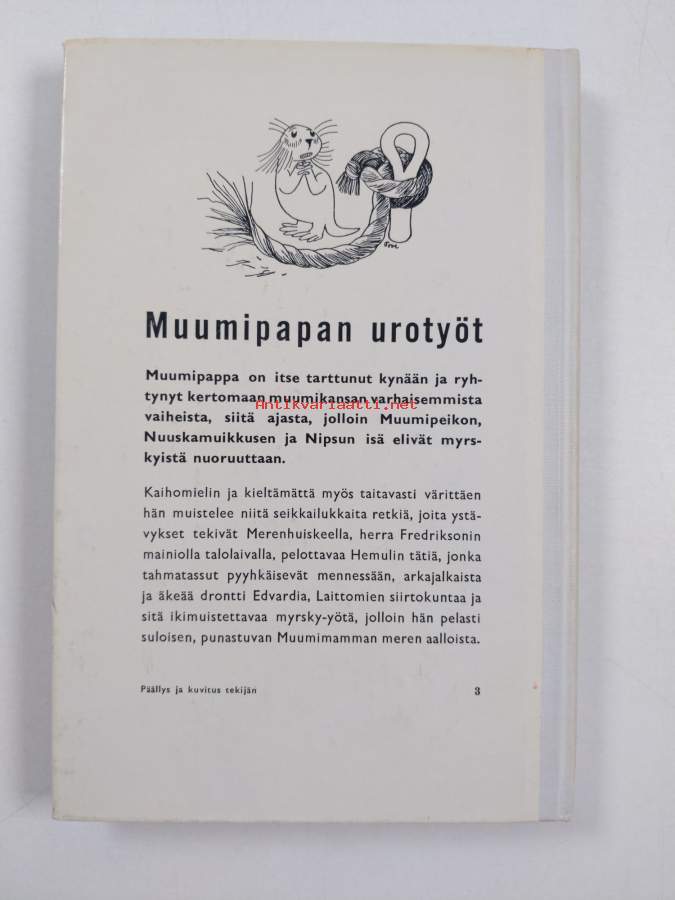 Tove
Muumipapan urotyöt
Muumipappa on itse tarttunut kynään ja ryh-
tynyt kertomaan muumikansan varhaisemmista
Antikvariaatti.net
vaiheista, siitä ajasta, jolloin Muumipeikon,
Nuuskamuikkusen ja Nipsun isä elivät myrs-
kyistä nuoruuttaan.
Kaihomielin ja kieltämättä myös taitavasti värittäen
hän muistelee niitä seikkailukkaita retkiä, joita ystä-
vykset tekivät Merenhuiskeella, herra Fredriksonin
mainiolla talolaivalla, pelottavaa Hemulin tätiä, jonka
tahmatassut pyyhkäisevät mennessään, arkajalkaista
ja äkeää drontti Edvardia, Laittomien siirtokuntaa ja
sitä ikimuistettavaa myrsky-yötä, jolloin hän pelasti
suloisen, punastuvan Muumimamman meren aalloista.
Päällys ja kuvitus tekijän
3